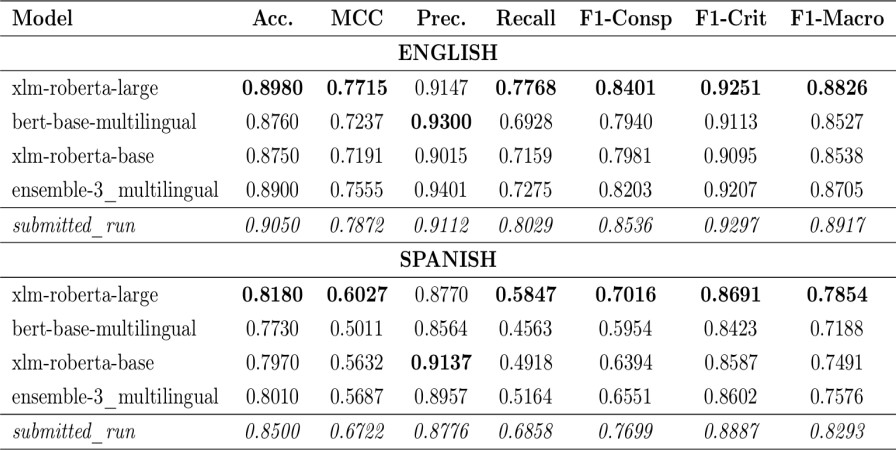 Model Acc. MCC Prec. Recall F1-Consp F1-Crit F1-Macro
ENGLISH
xlm-roberta-large 0.8980 0.7715 0.9147 0.7768 0.8401 0.9251 0.8826
bert-base-multilingual 0.8760 0.7237 0.9300 0.6928 0.7940 0.9113 0.8527
xlm-roberta-base 0.8750 0.7191 0.9015 0.7159 0.7981 0.9095 0.8538
ensemble-3_multilingual 0.8900 0.7555 0.9401 0.7275 0.8203 0.9207 0.8705
submitted_run 0.9050 0.7872 0.9112 0.8029 0.8536 0.9297 0.8917
SPANISH
xlm-roberta-large 0.8180 0.6027 0.8770 0.5847 0.7016 0.8691 0.7854
bert-base-multilingual 0.7730 0.5011 0.8564 0.4563 0.5954 0.8423 0.7188
xlm-roberta-base 0.7970 0.5632 0.9137 0.4918 0.6394 0.8587 0.7491
ensemble-3_multilingual 0.8010 0.5687 0.8957 0.5164 0.6551 0.8602 0.7576
submitted_run 0.8500 0.6722 0.8776 0.6858 0.7699 0.8887 0.8293